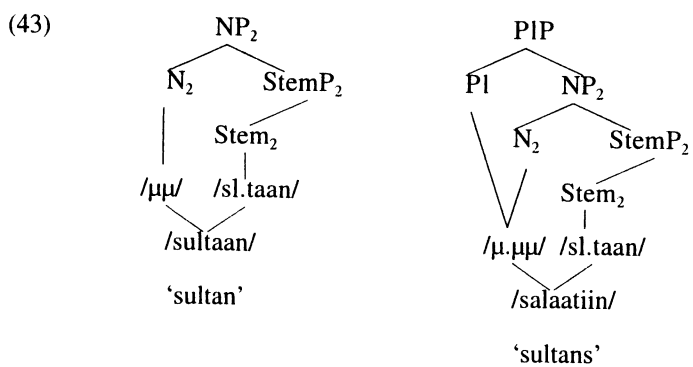 (43)
NP₂ PlP
N₂ StemP₂ Pl NP₂
Stem₂ N₂ StemP₂
/μμ/ /sl.taan/ Stem₂
/sultaan/ /μ.μμ/ /sl.taan/
'sultan' /salaatiin/
'sultans'